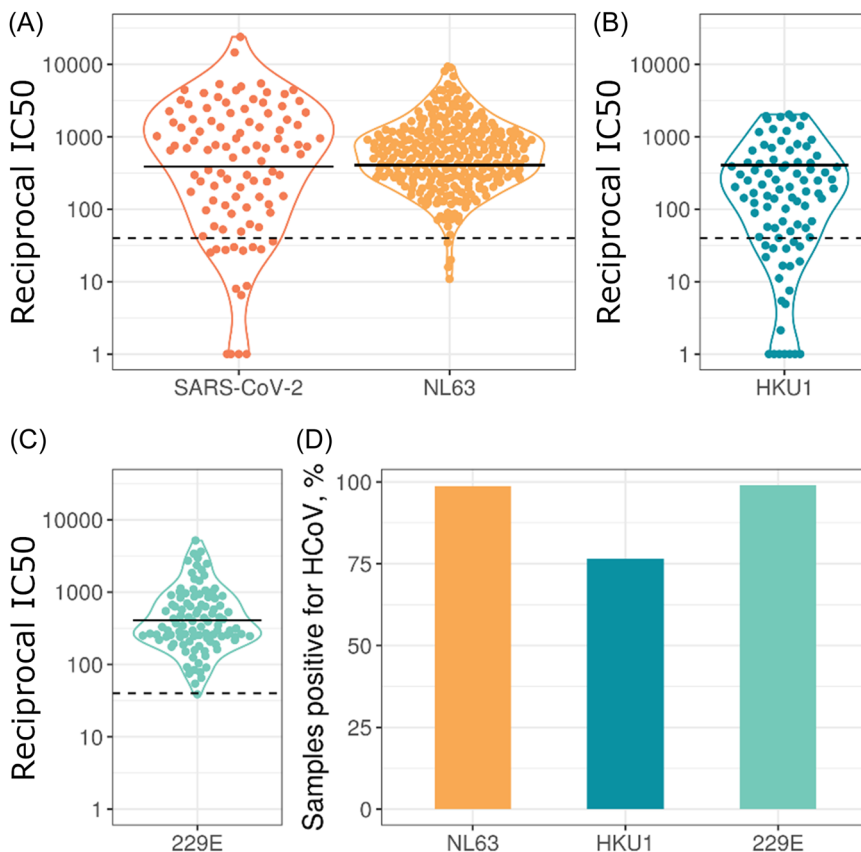 (A)
Reciprocal IC50
10000
1000
100
10
1
SARS-CoV-2
NL63
(B)
Reciprocal IC50
10000
1000
100
10
1
HKU1
(C)
Reciprocal IC50
10000
1000
100
10
1
229E
(D)
Samples positive for HCoV, %
100
75
50
25
0
NL63
HKU1
229E